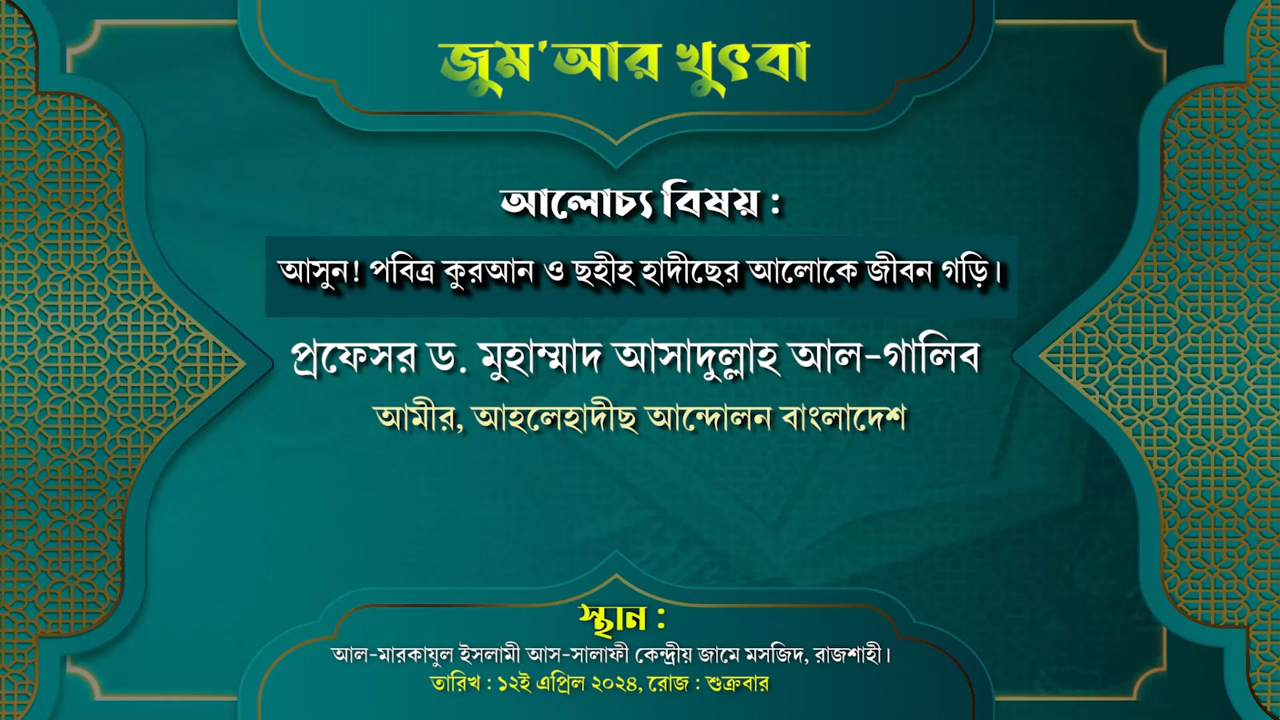 জুম'আর খুৎবা
আলোচ্য বিষয় :
আসুন! পবিত্র কুরআন ও ছহীহ হাদীছের আলোকে জীবন গড়ি।
প্রফেসর ড. মুহাম্মাদ আসাদুল্লাহ আল-গালিব
আমীর, আহলেহাদীছ আন্দোলন বাংলাদেশ
স্থান :
আল-মারকাযুল ইসলামী আস-সালাফী কেন্দ্রীয় জামে মসজিদ, রাজশাহী।
তারিখ : ১২ই এপ্রিল ২০২৪, রোজ : শুক্রবার